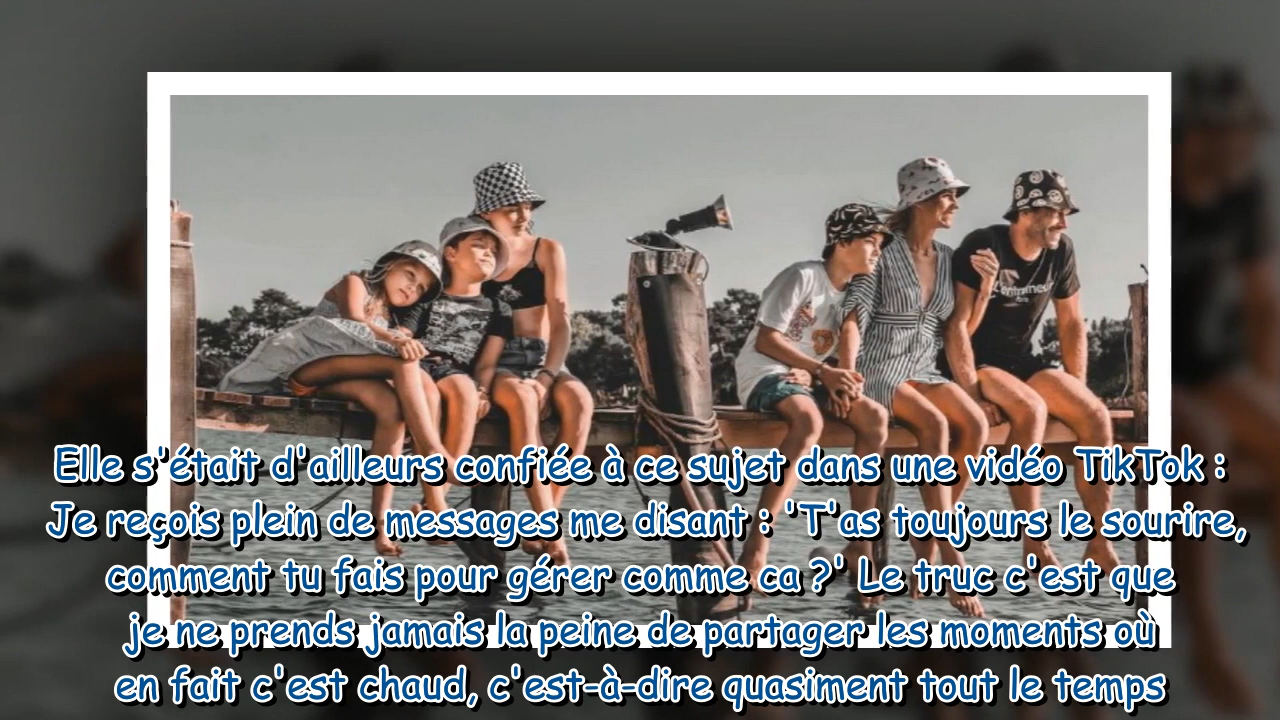 Elle s'était d'ailleurs confiée à ce sujet dans une vidéo TikTok :
Je reçois plein de messages me disant : 'T'as toujours le sourire,
comment tu fais pour gérer comme ca ?' Le truc c'est que
je ne prends jamais la peine de partager les moments où
en fait c'est chaud, c'est-à-dire quasiment tout le temps